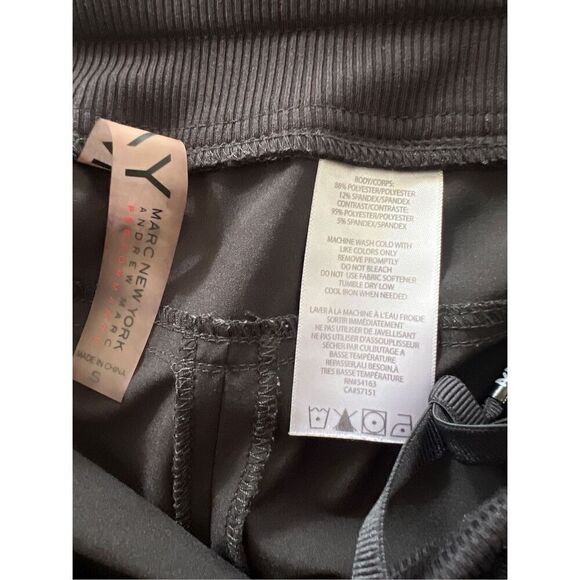 NY
MARC NEW YORK
ANDREW MARC
PERFORMANCE
MADE IN CHINA
S
BODY/CORPS:
88% POLYESTER/POLYESTER
12% SPANDEX/SPANDEX
CONTRAST/CONTRASTE:
95% POLYESTER/POLYESTER
5% SPANDEX/SPANDEX
MACHINE WASH COLD WITH
LIKE COLORS ONLY
REMOVE PROMPTLY
DO NOT BLEACH
DO NOT USE FABRIC SOFTENER
TUMBLE DRY LOW
COOL IRON WHEN NEEDED
LAVER À LA MACHINE À L'EAU FROIDE
SORTIR IMMÉDIATEMENT
NE PAS UTILISER DE JAVELLISANT
NE PAS UTILISER D'ASSOUPLISSEUR
SÉCHER PAR CULBUTAGE À
BASSE TEMPÉRATURE
REPASSER,AU BESOIN,À
TRES BASSE TEMPÉRATURE
RN#54163
CA#57151